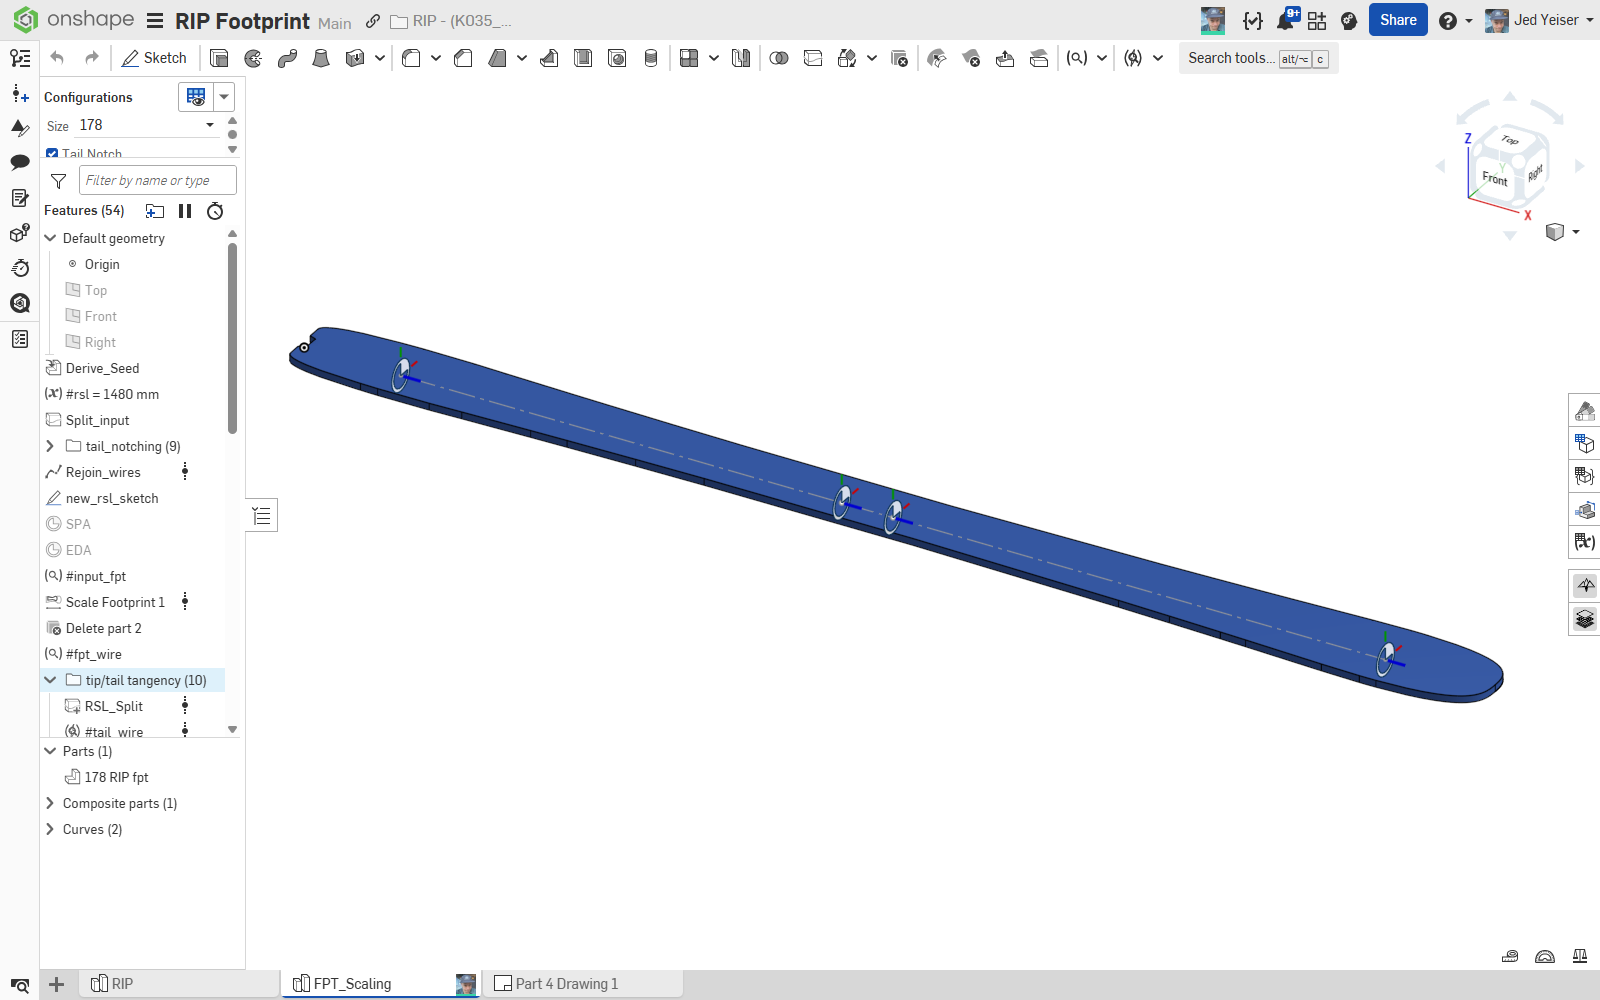 onshape RIP Footprint Main RIP - (K035_... 9+ Share Jed Yeiser
Sketch Search tools... alt/⌥ c
Configurations
Size 178
Tail Notch
Filter by name or type
Features (54)
Default geometry
Origin
Top
Front
Right
Derive_Seed
(x) #rsl = 1480 mm
Split_input
tail_notching (9)
Rejoin_wires
new_rsl_sketch
SPA
EDA
#input_fpt
Scale Footprint 1
Delete part 2
#fpt_wire
tip/tail tangency (10)
RSL_Split
#tail_wire
Parts (1)
178 RIP fpt
Composite parts (1)
Curves (2)
Z
Top
Y
Front
Right
X
RIP
FPT_Scaling
Part 4 Drawing 1